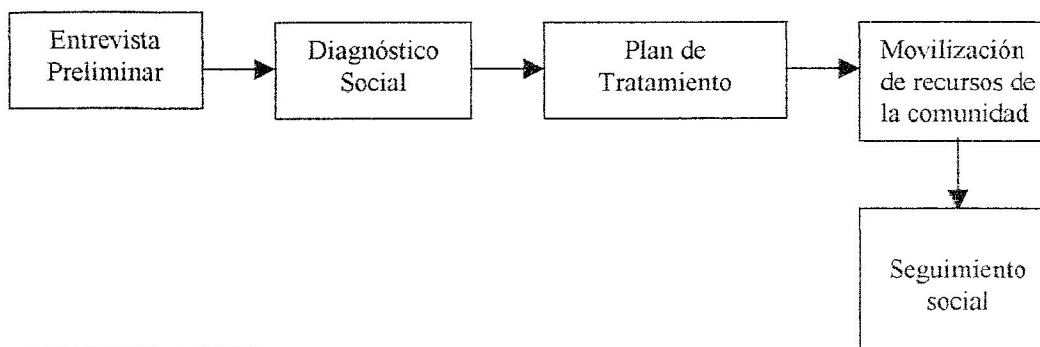 Entrevista
Preliminar
Diagnóstico
Social
Plan de
Tratamiento
Movilización
de recursos de
la comunidad
Seguimiento
social